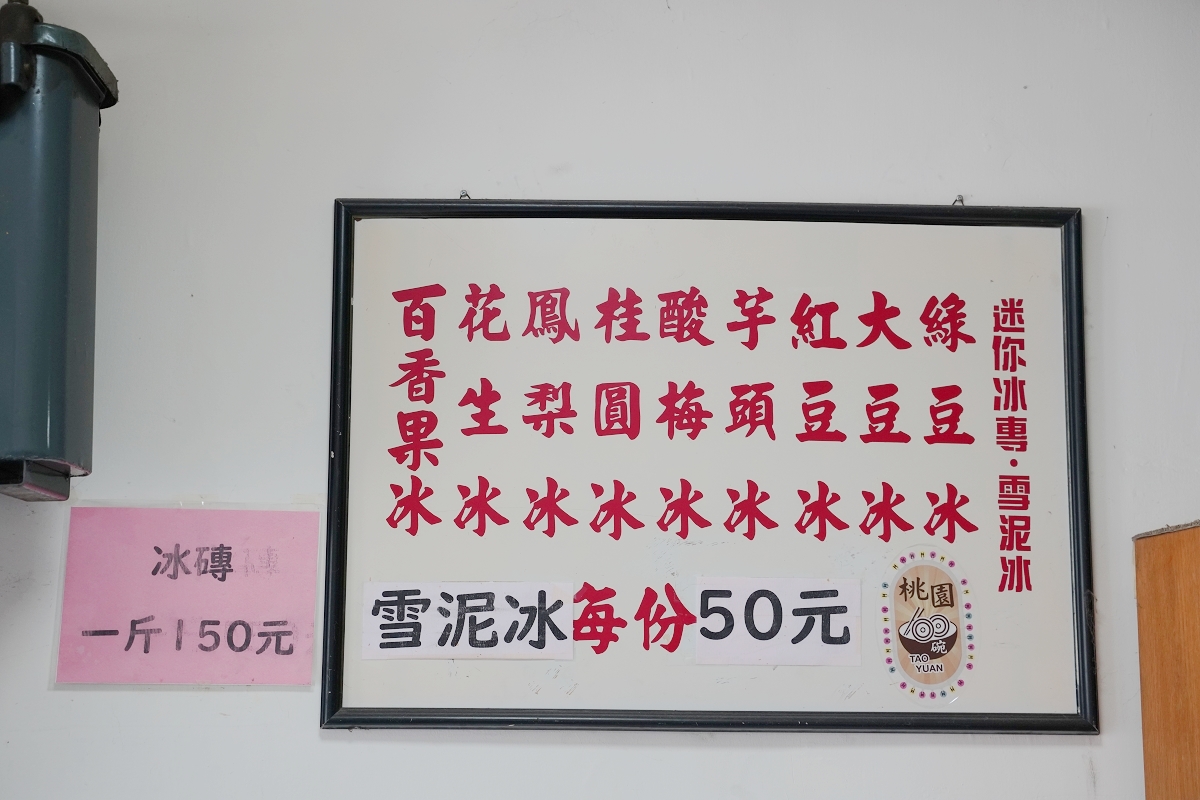 迷你冰專·雪泥冰
綠豆冰
大豆冰
紅豆冰
芋頭冰
酸梅冰
桂圓冰
鳳梨冰
花生冰
百香果冰
雪泥冰每份50元
桃園
100
碗
TAO
YUAN
冰磚
一斤150元